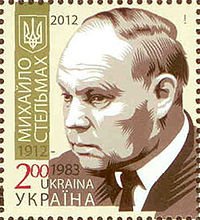 2012
МИХАЙЛО
СТЕЛЬМАХ
1912-
1983
2.00
UKRAINA
УКРАЇНА